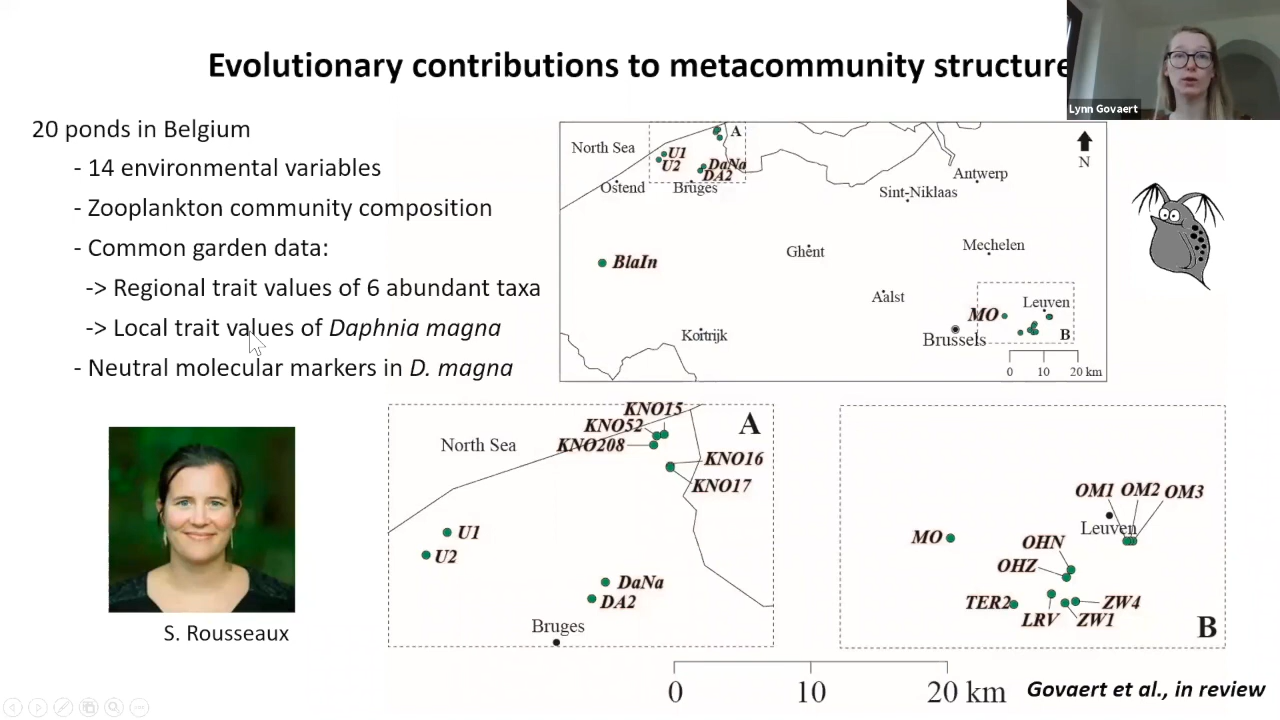 Evolutionary contributions to metacommunity structure
Lynn Govaert
20 ponds in Belgium
- 14 environmental variables
- Zooplankton community composition
- Common garden data:
-> Regional trait values of 6 abundant taxa
-> Local trait values of Daphnia magna
- Neutral molecular markers in D. magna
North Sea
A
U1
U2
DaNa
DA2
Ostend
Bruges
N
Antwerp
Sint-Niklaas
BlaIn
Ghent
Mechelen
Aalst
Leuven
MO
Kortrijk
Brussels
B
0 10 20 km
KNO15
KNO52
KNO208
A
North Sea
KNO16
KNO17
U1
U2
DaNa
DA2
Bruges
OM1 OM2 OM3
Leuven
MO
OHN
OHZ
TER2
LRV
ZW1
ZW4
B
S. Rousseaux
0 10 20 km
Govaert et al., in review